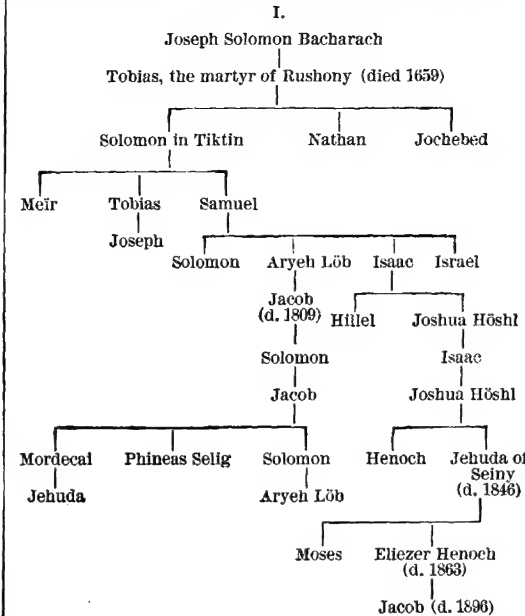 I.
Joseph Solomon Bacharach
Tobias, the martyr of Rushony (died 1659)
Solomon in Tiktin Nathan Jochebed
Meïr Tobias Samuel
Joseph
Solomon Aryeh Löb Isaac Israel
Jacob
(d. 1809) Hillel Joshua Höshl
Solomon Isaac
Jacob Joshua Höshl
Mordecai Phineas Selig Solomon Henoch Jehuda of
Seiny
Jehuda Aryeh Löb (d. 1846)
Moses Eliezer Henoch
(d. 1863)
Jacob (d. 1896)